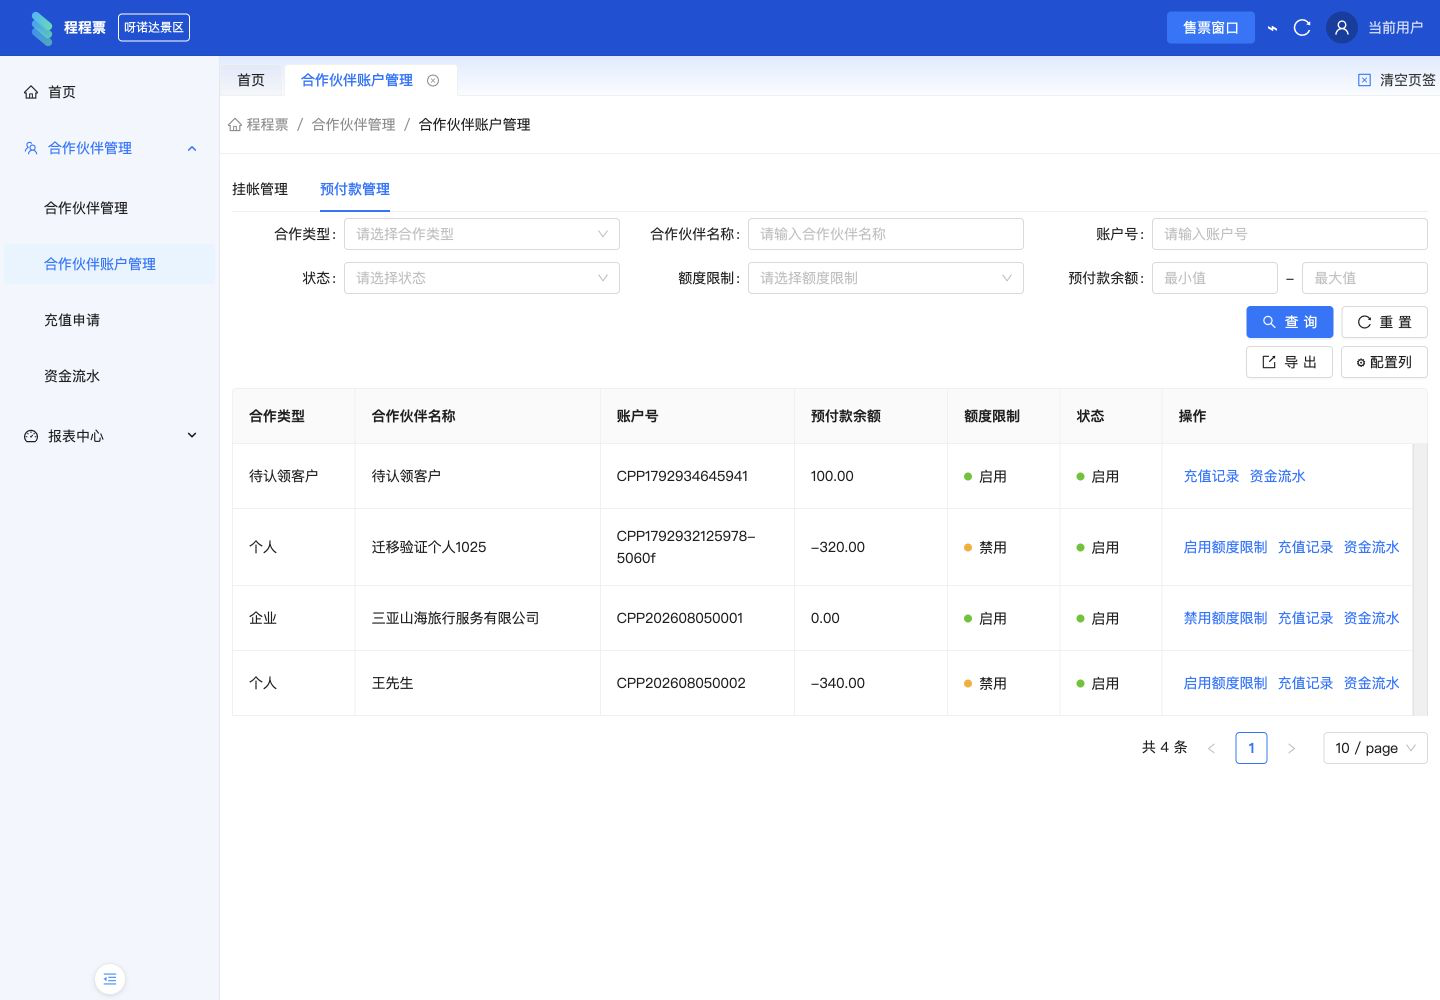 程程票 呀诺达景区 售票窗口 当前用户
首页
合作伙伴管理
合作伙伴管理
合作伙伴账户管理
充值申请
资金流水
报表中心
首页 合作伙伴账户管理 清空页签
程程票 / 合作伙伴管理 / 合作伙伴账户管理
挂帐管理 预付款管理
合作类型: 请选择合作类型 合作伙伴名称: 请输入合作伙伴名称 账户号: 请输入账户号
状态: 请选择状态 额度限制: 请选择额度限制 预付款余额: 最小值 – 最大值
查 询 重 置
导 出 配置列
合作类型 合作伙伴名称 账户号 预付款余额 额度限制 状态 操作
待认领客户 待认领客户 CPP1792934645941 100.00 启用 启用 充值记录 资金流水
个人 迁移验证个人1025 CPP1792932125978-
5060f -320.00 禁用 启用 启用额度限制 充值记录 资金流水
企业 三亚山海旅行服务有限公司 CPP202608050001 0.00 启用 启用 禁用额度限制 充值记录 资金流水
个人 王先生 CPP202608050002 -340.00 禁用 启用 启用额度限制 充值记录 资金流水
共 4 条 1 10 / page